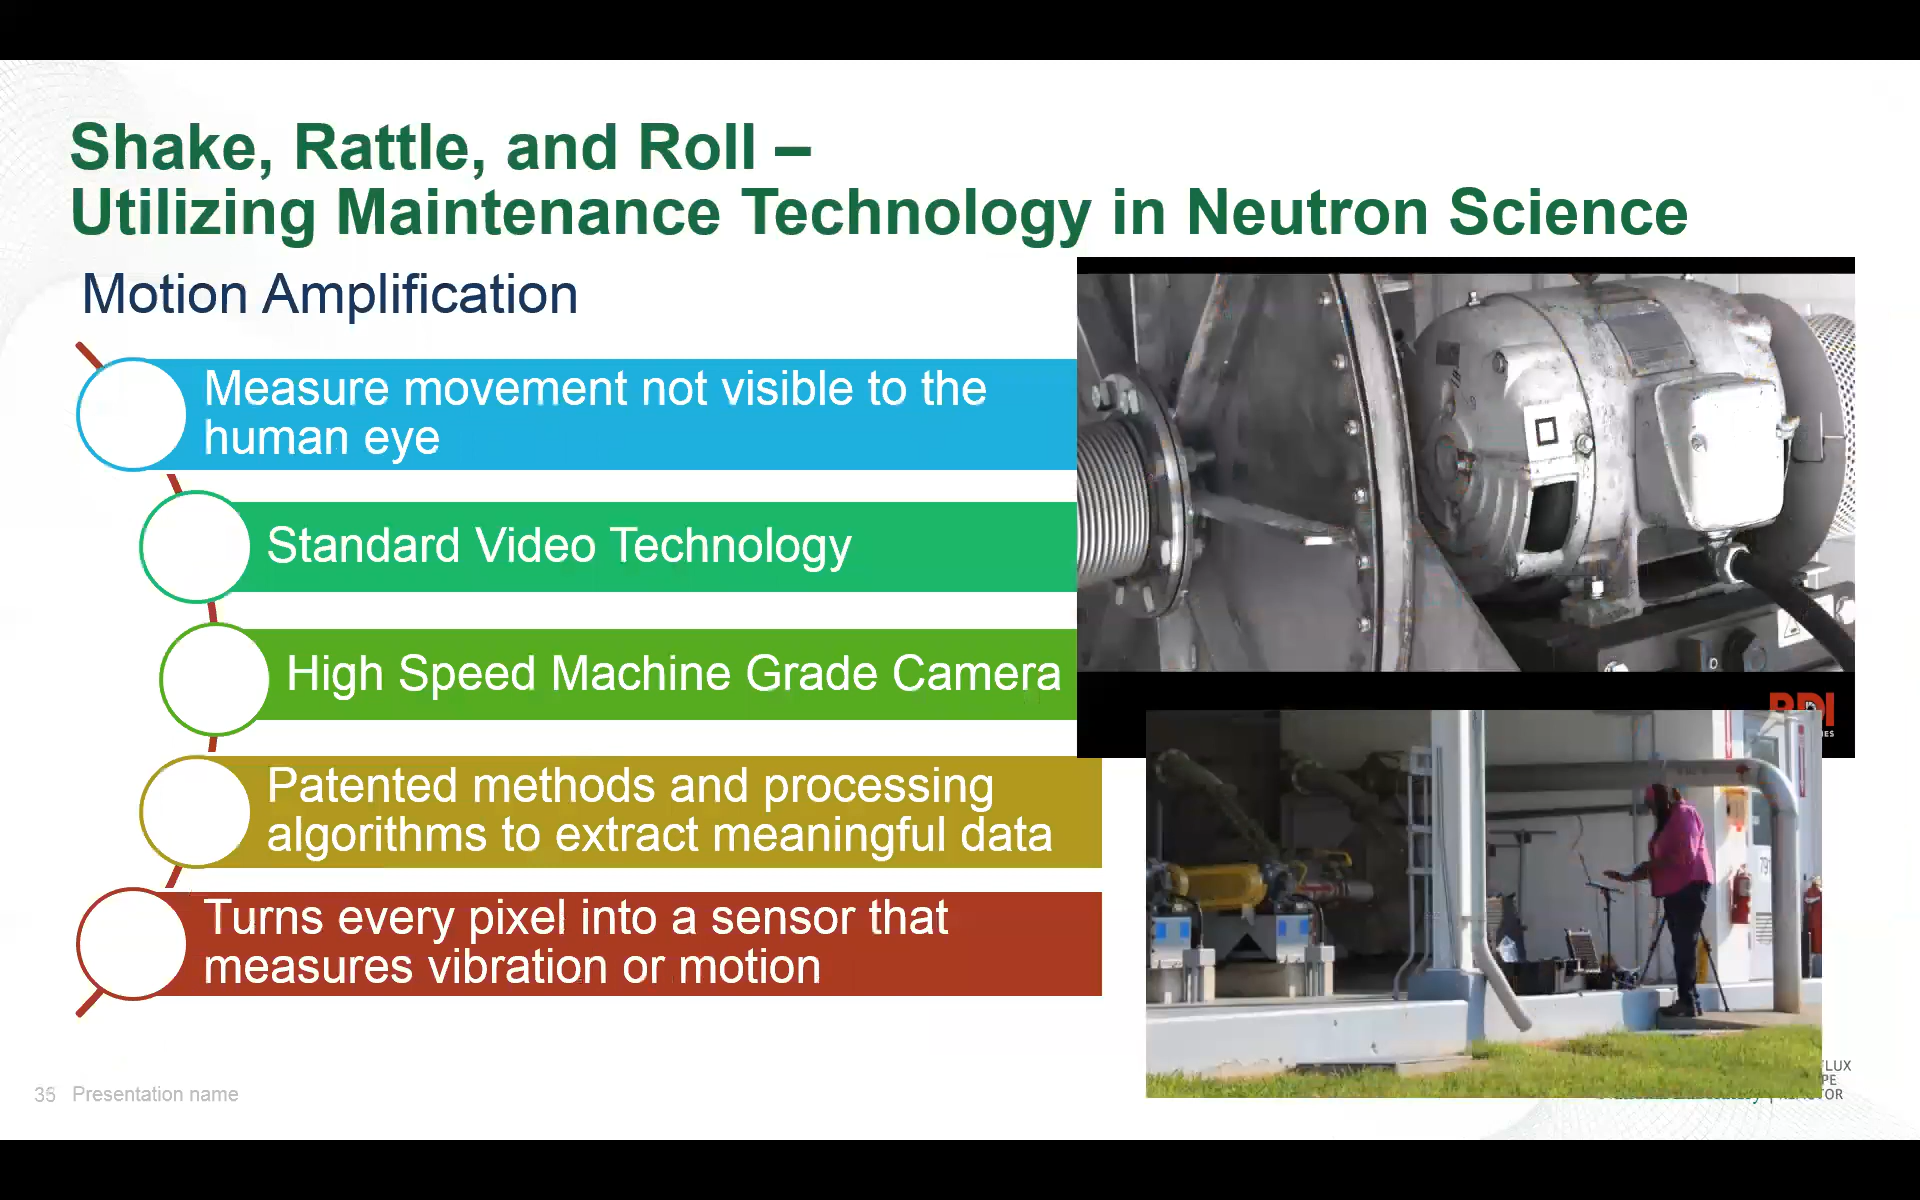 Shake, Rattle, and Roll –
Utilizing Maintenance Technology in Neutron Science
Motion Amplification
Measure movement not visible to the
human eye
Standard Video Technology
High Speed Machine Grade Camera
Patented methods and processing
algorithms to extract meaningful data
Turns every pixel into a sensor that
measures vibration or motion
RDI
FLUX
35 Presentation name